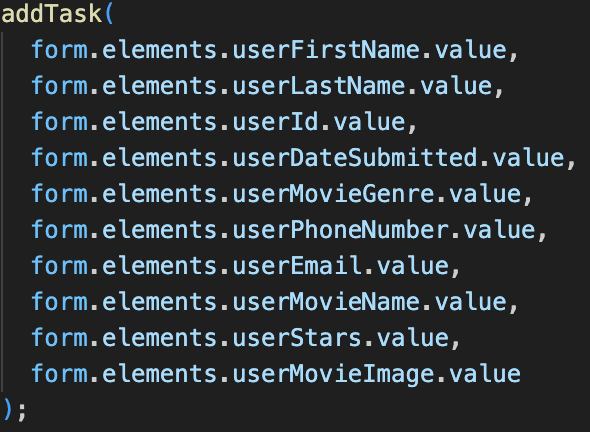 addTask(
form.elements.userFirstName.value,
form.elements.userLastName.value,
form.elements.userId.value,
form.elements.userDateSubmitted.value,
form.elements.userMovieGenre.value,
form.elements.userPhoneNumber.value,
form.elements.userEmail.value,
form.elements.userMovieName.value,
form.elements.userStars.value,
form.elements.userMovieImage.value
);